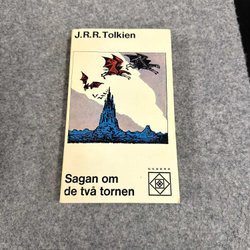 J.R.R. Tolkien
Sagan om
de två tornen